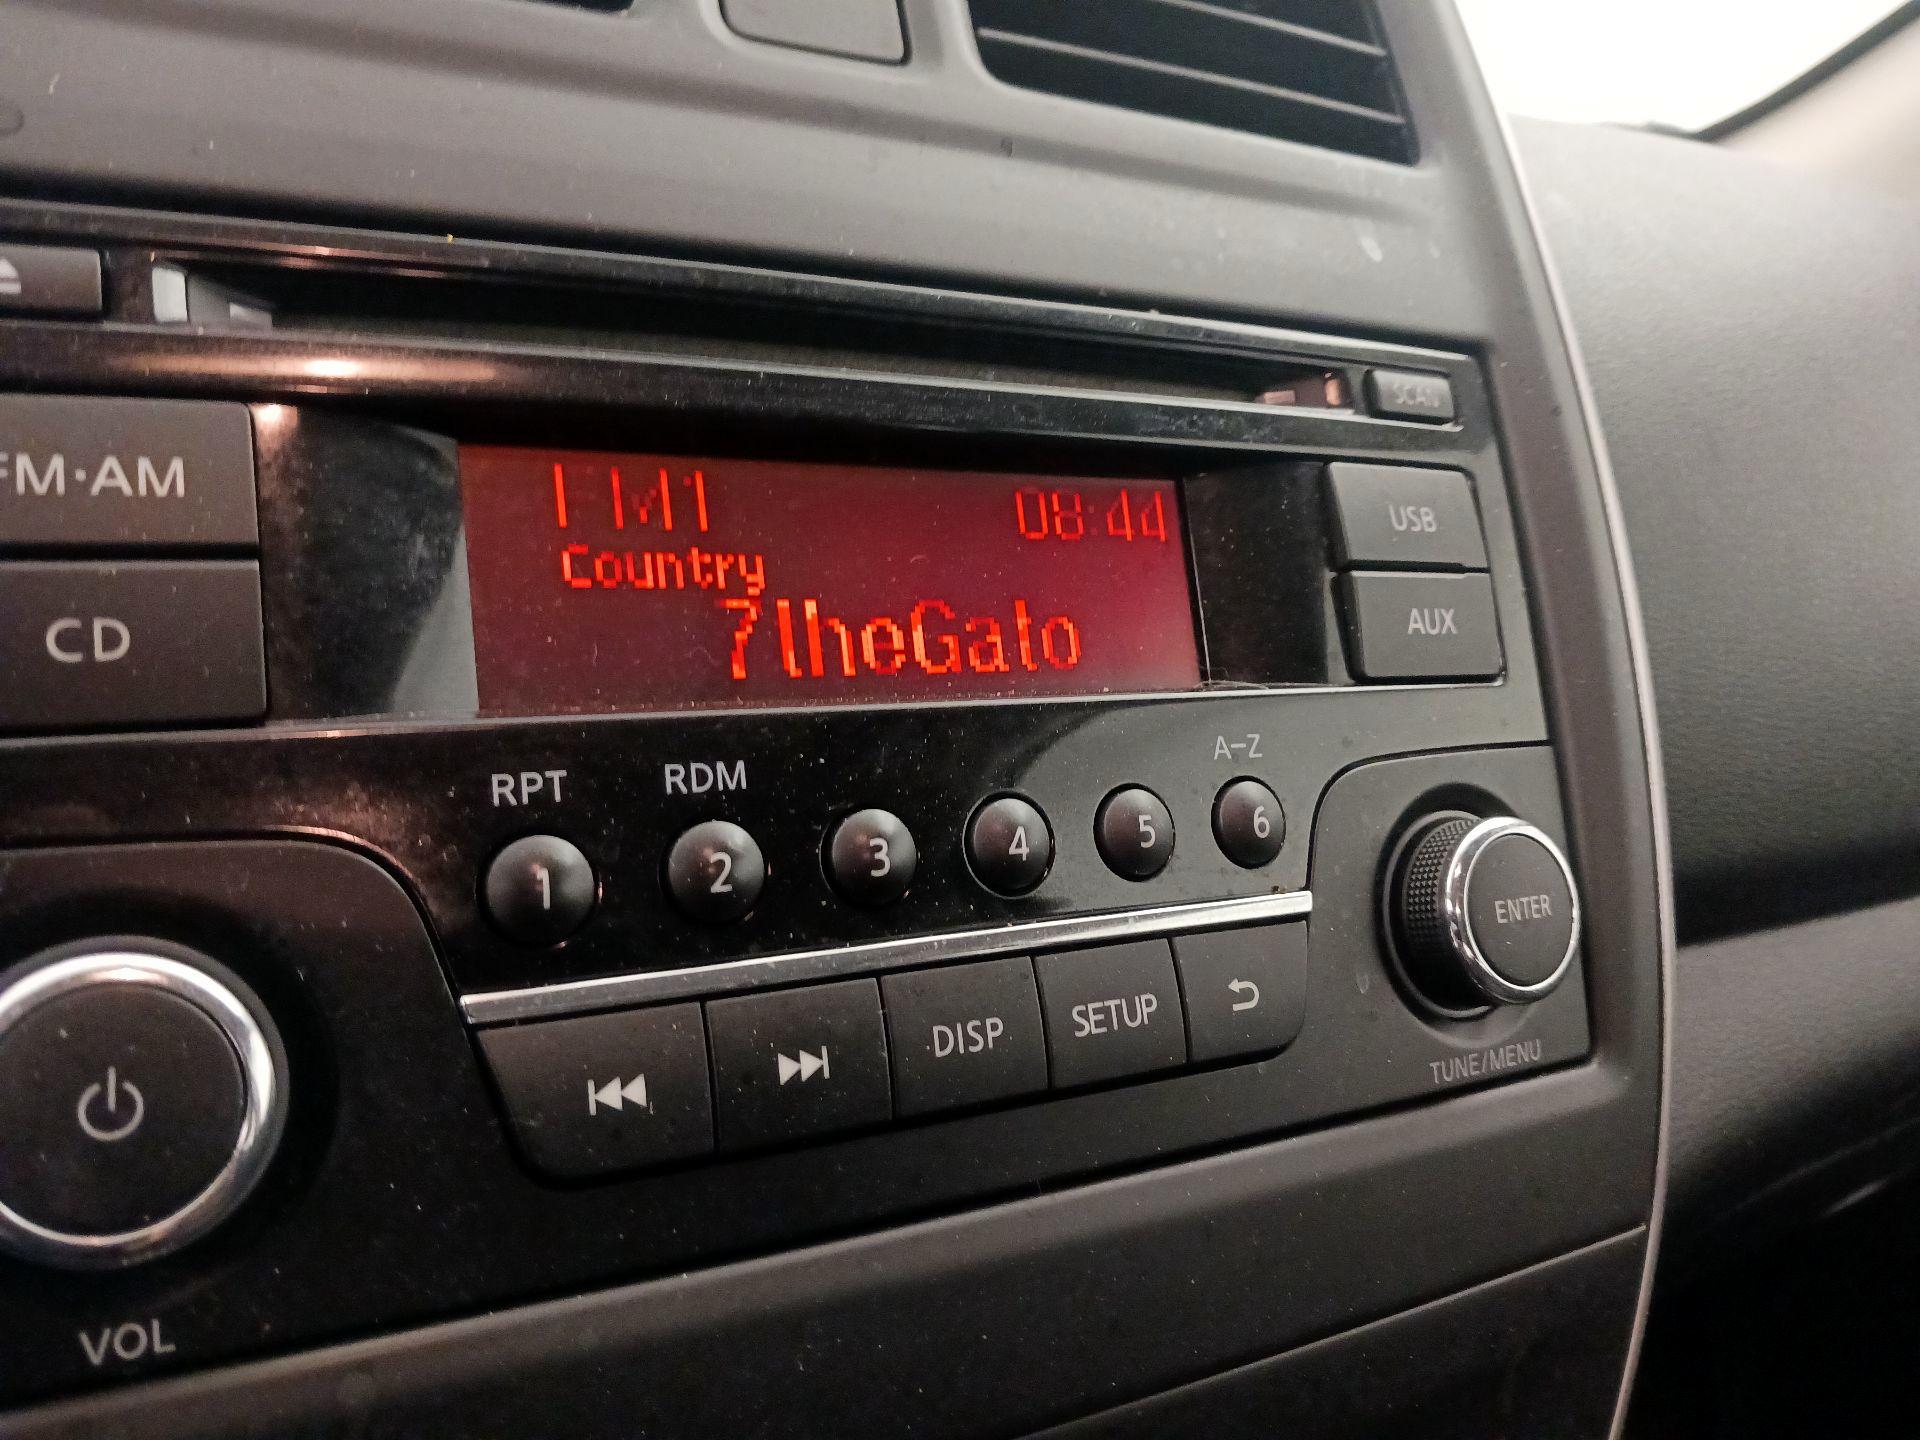 SCAN
FM·AM
FM1 08:44
USB
Country
CD
AUX
RPT RDM A-Z
1 2 3 4 5 6
ENTER
DISP SETUP
TUNE/MENU
VOL